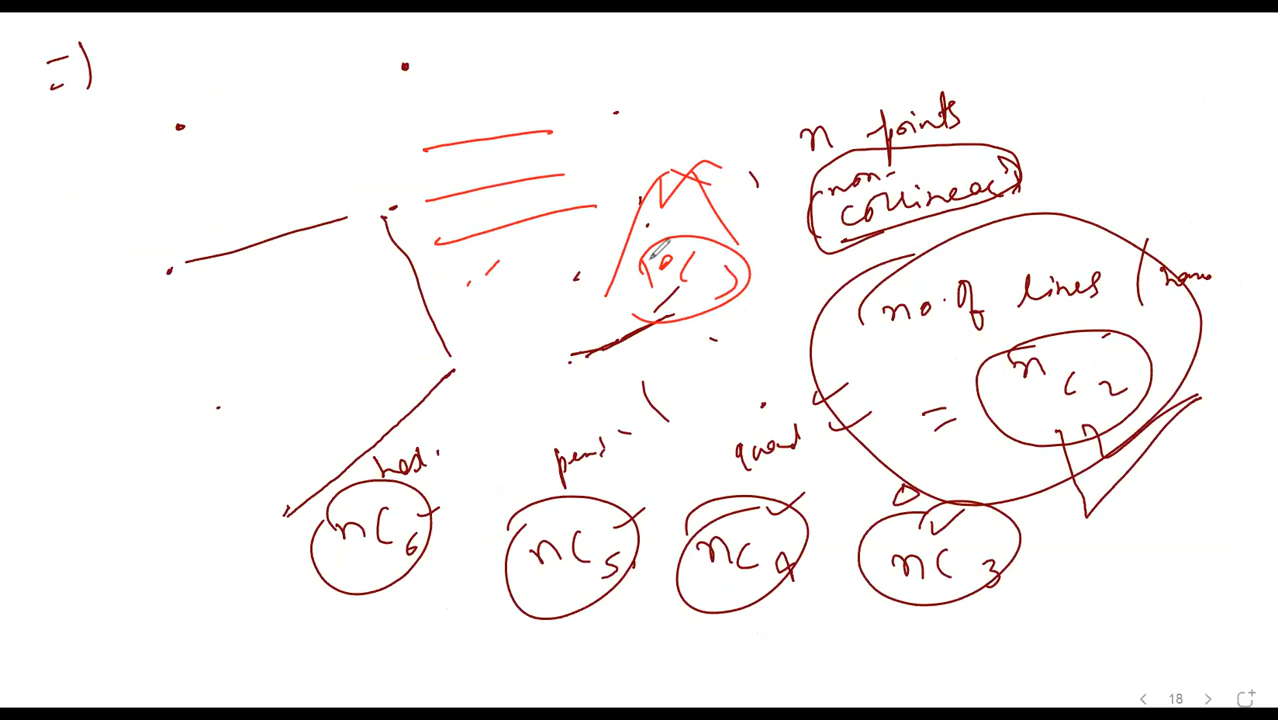 =)
n points
non-
collinear
no. of lines
= nC2
hex.
pent
quad
Δ
nC6
nC5
nC4
nC3
18